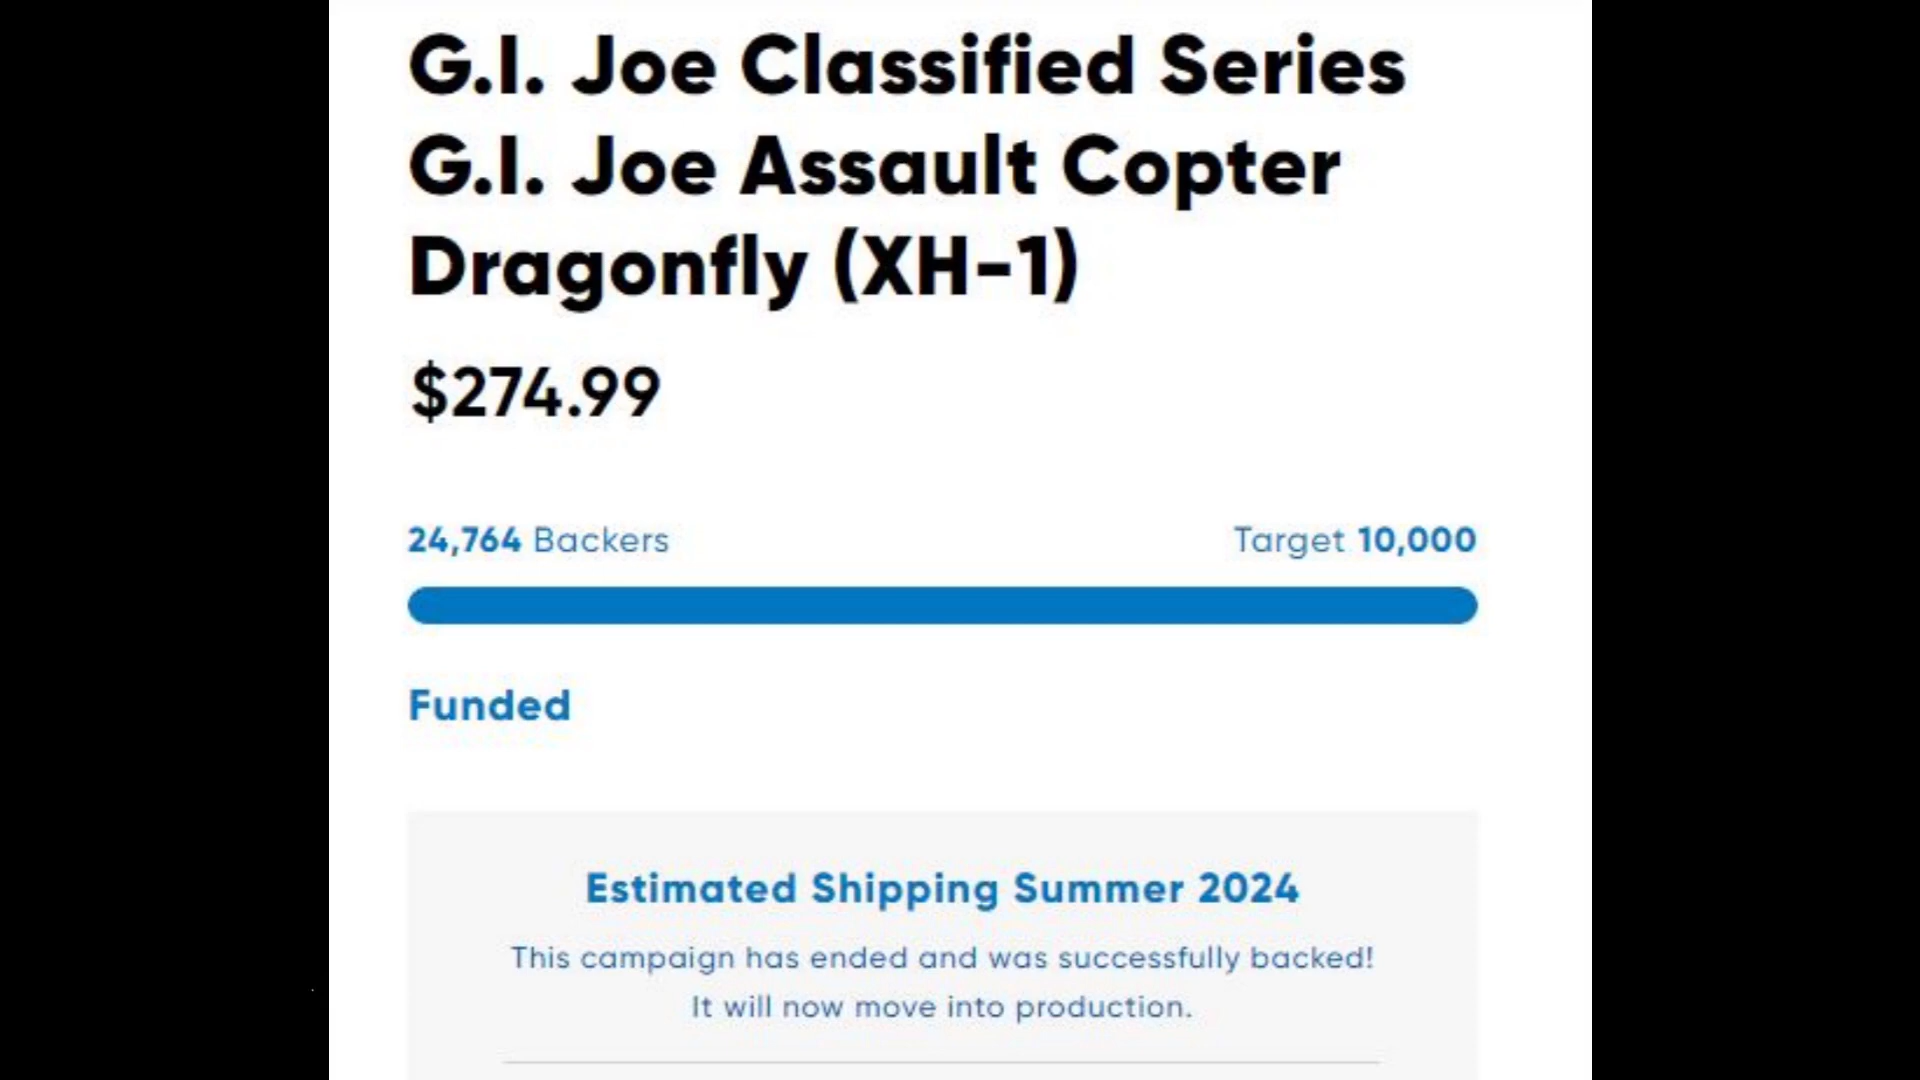 G.I. Joe Classified Series
G.I. Joe Assault Copter
Dragonfly (XH-1)
$274.99
24,764 Backers
Target 10,000
Funded
Estimated Shipping Summer 2024
This campaign has ended and was successfully backed!
It will now move into production.